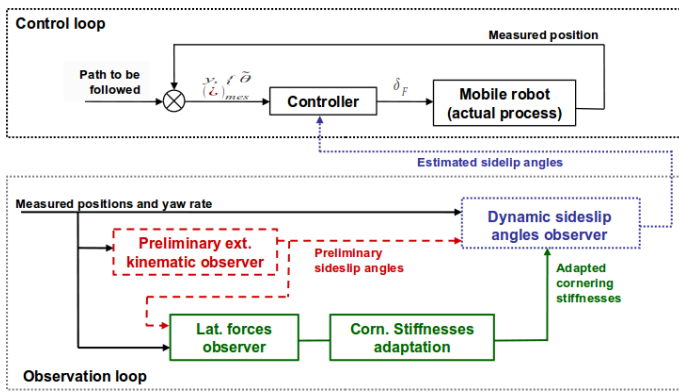 Control loop
Measured position
Path to be
followed
Controller
δF
Mobile robot
(actual process)
Estimated sidelip angles
Measured positions and yaw rate
Dynamic sideslip
angles observer
Preliminary ext.
kinematic observer
Preliminary
sideslip angles
Adapted
cornering
stiffnesses
Lat. forces
observer
Corn. Stiffnesses
adaptation
Observation loop